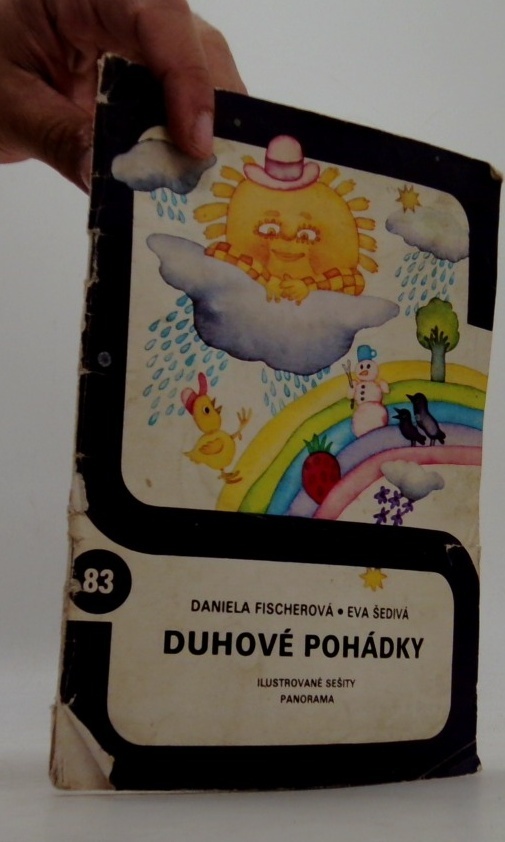 83
DANIELA FISCHEROVÁ • EVA ŠEDIVÁ
DUHOVÉ POHÁDKY
ILUSTROVANÉ SEŠITY
PANORAMA